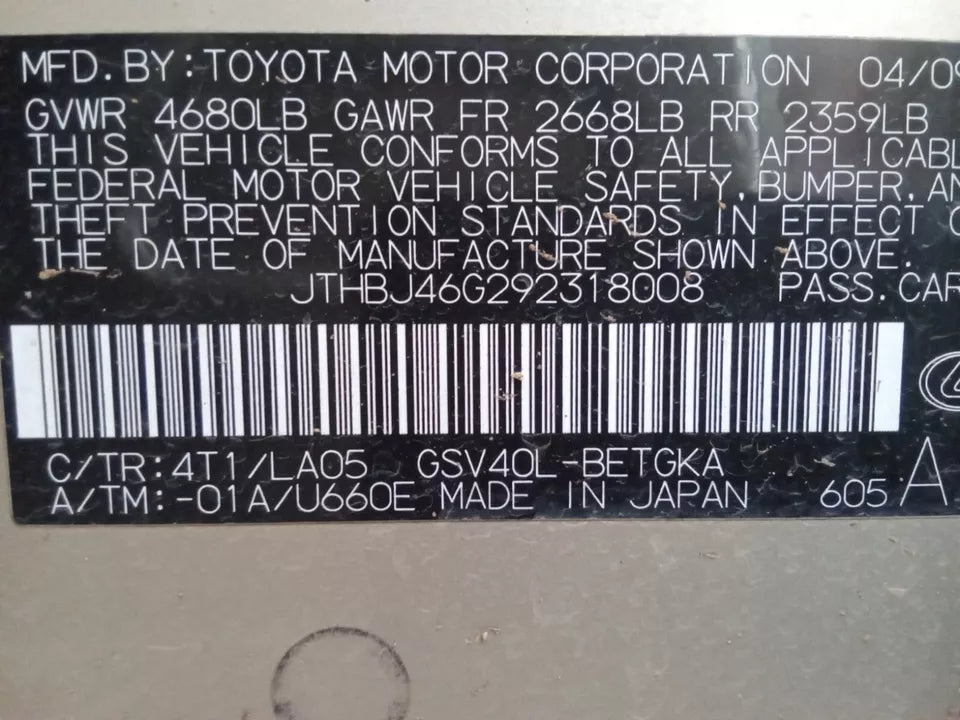 MFD. BY: TOYOTA MOTOR CORPORATION 04/09
GVWR 4680LB GAWR FR 2668LB RR 2359LB
THIS VEHICLE CONFORMS TO ALL APPLICABL
FEDERAL MOTOR VEHICLE SAFETY, BUMPER, AN
THEFT PREVENTION STANDARDS IN EFFECT O
THE DATE OF MANUFACTURE SHOWN ABOVE.
JTHBJ46G292318008 PASS. CAR
C/TR: 4T1/LA05 GSV40L-BETGKA
A/TM: -01A/U660E MADE IN JAPAN 605 A